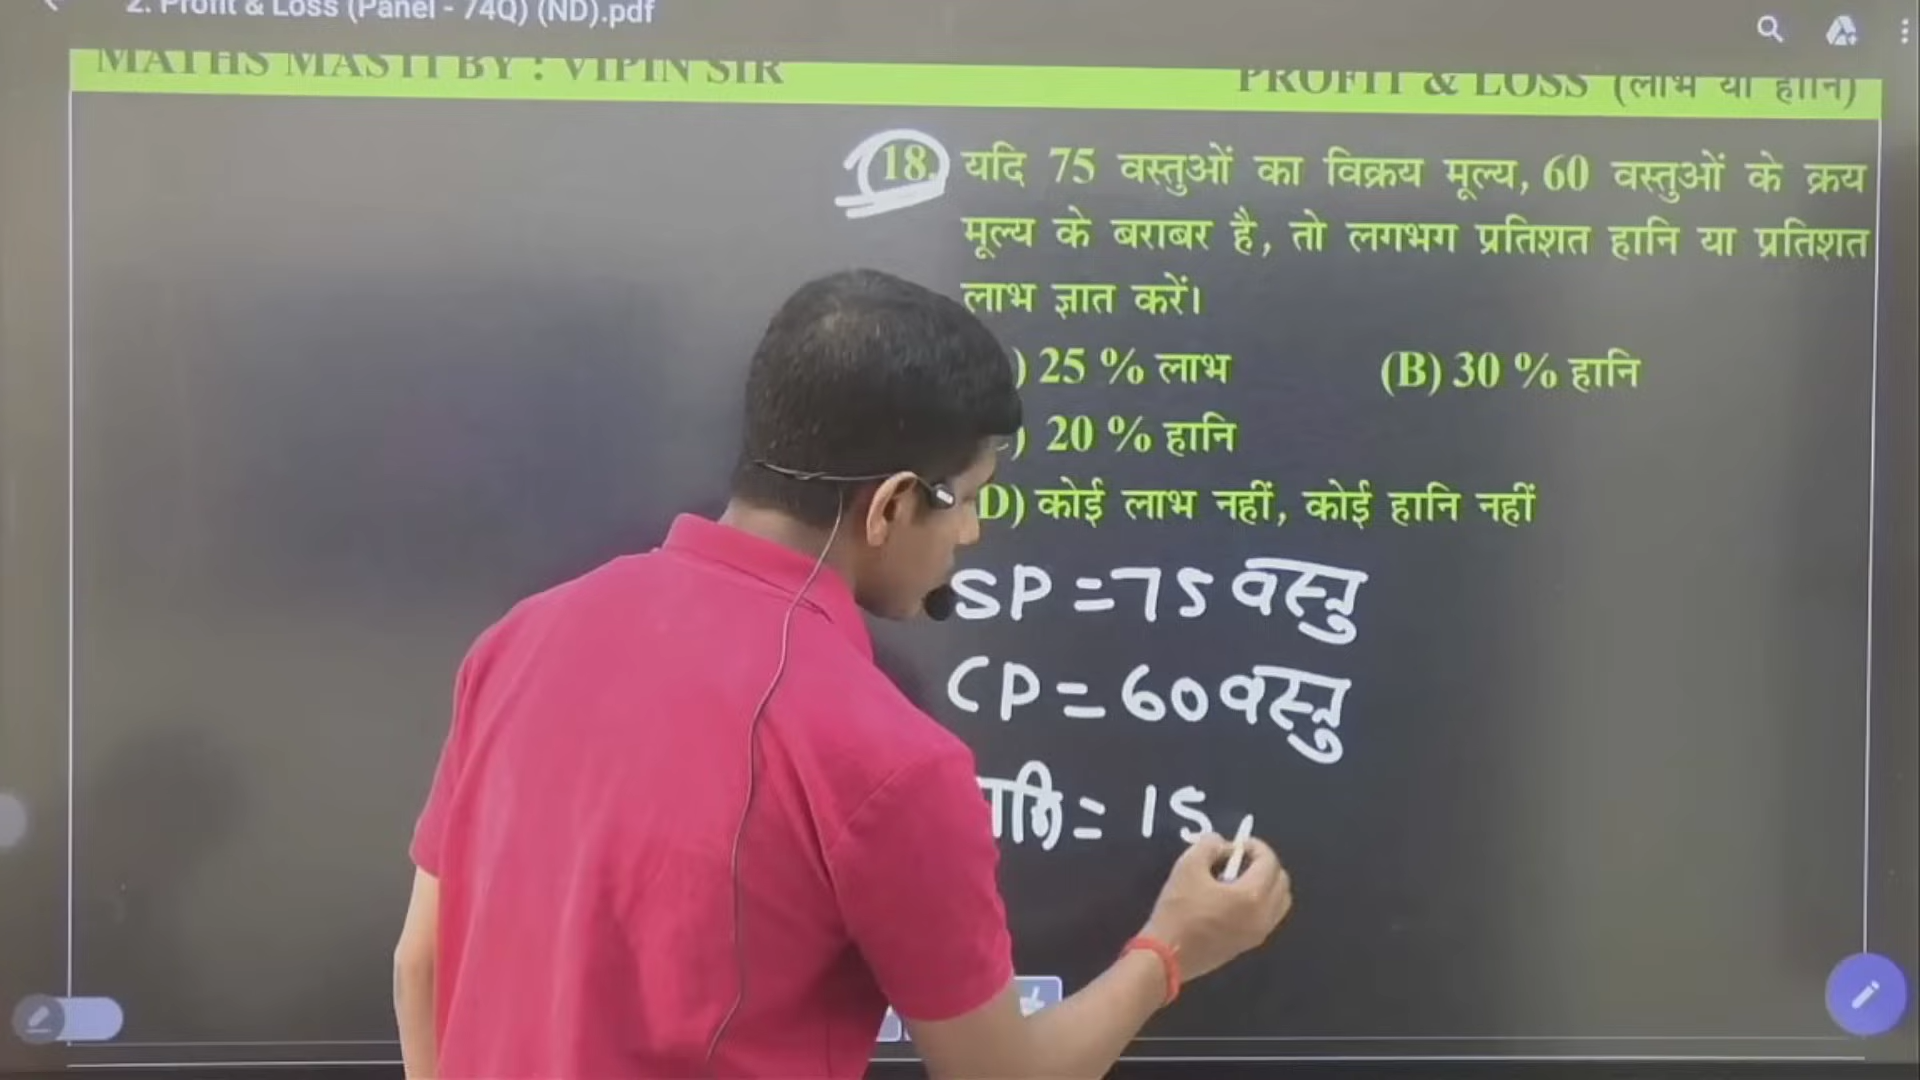 2. Profit & Loss (Panel - 74Q) (ND).pdf
MATHS MASTI BY : VIPIN SIR
PROFIT & LOSS (लाभ या हानि)
18. यदि 75 वस्तुओं का विक्रय मूल्य, 60 वस्तुओं के क्रय
मूल्य के बराबर है, तो लगभग प्रतिशत हानि या प्रतिशत
लाभ ज्ञात करें।
) 25 % लाभ (B) 30 % हानि
) 20 % हानि
D) कोई लाभ नहीं, कोई हानि नहीं
SP = 75 वस्तु
CP = 60 वस्तु
= 15